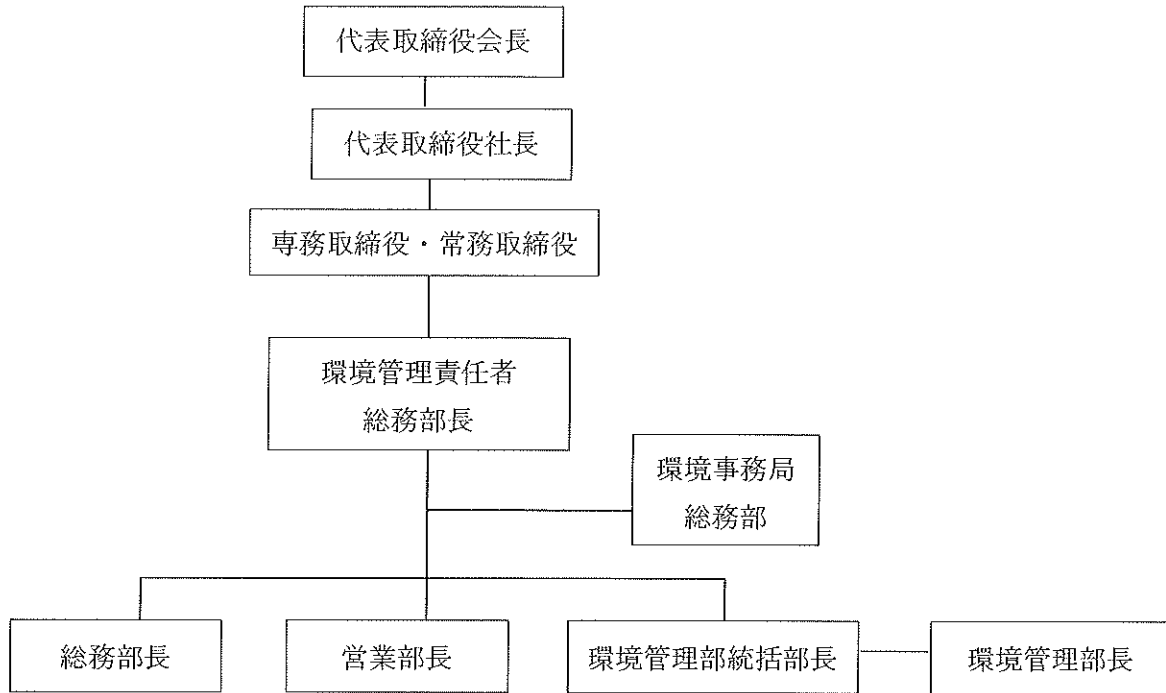 代表取締役会長
代表取締役社長
専務取締役・常務取締役
環境管理責任者
総務部長
環境事務局
総務部
総務部長
営業部長
環境管理部統括部長
環境管理部長